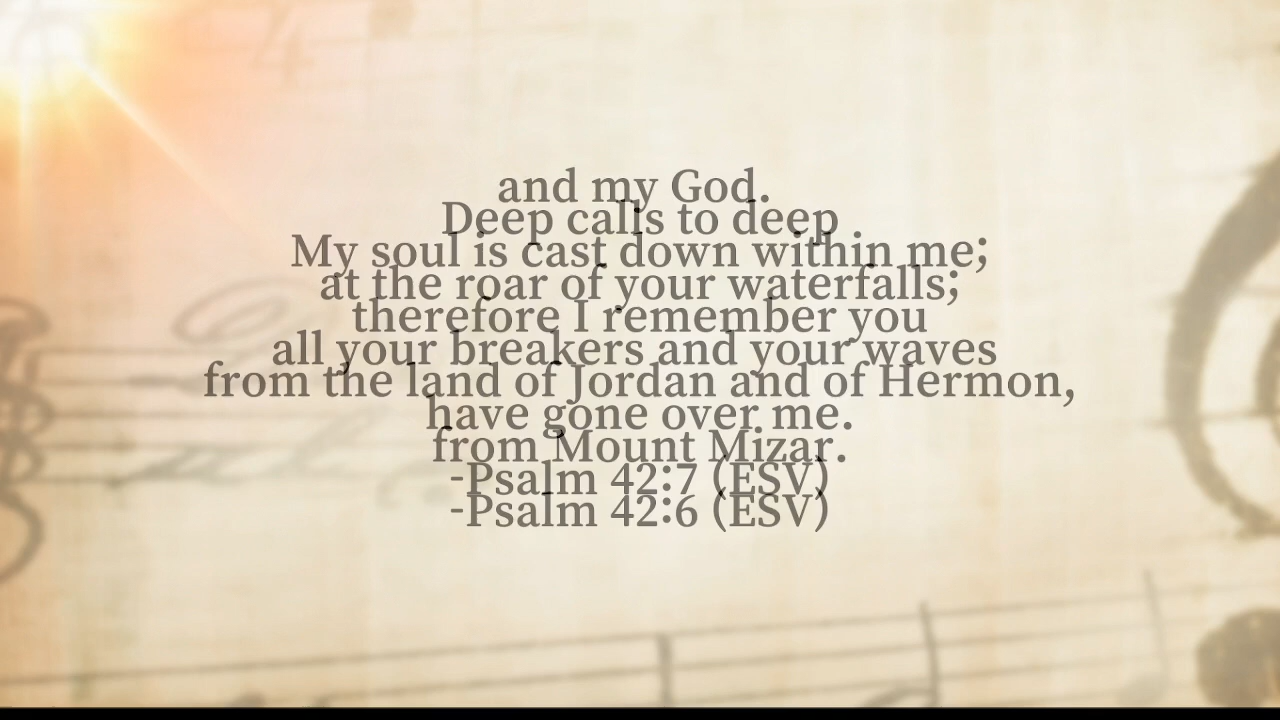 and my God.
Deep calls to deep
My soul is cast down within me;
at the roar of your waterfalls;
therefore I remember you
all your breakers and your waves
from the land of Jordan and of Hermon,
have gone over me.
from Mount Mizar.
-Psalm 42:7 (ESV)
-Psalm 42:6 (ESV)